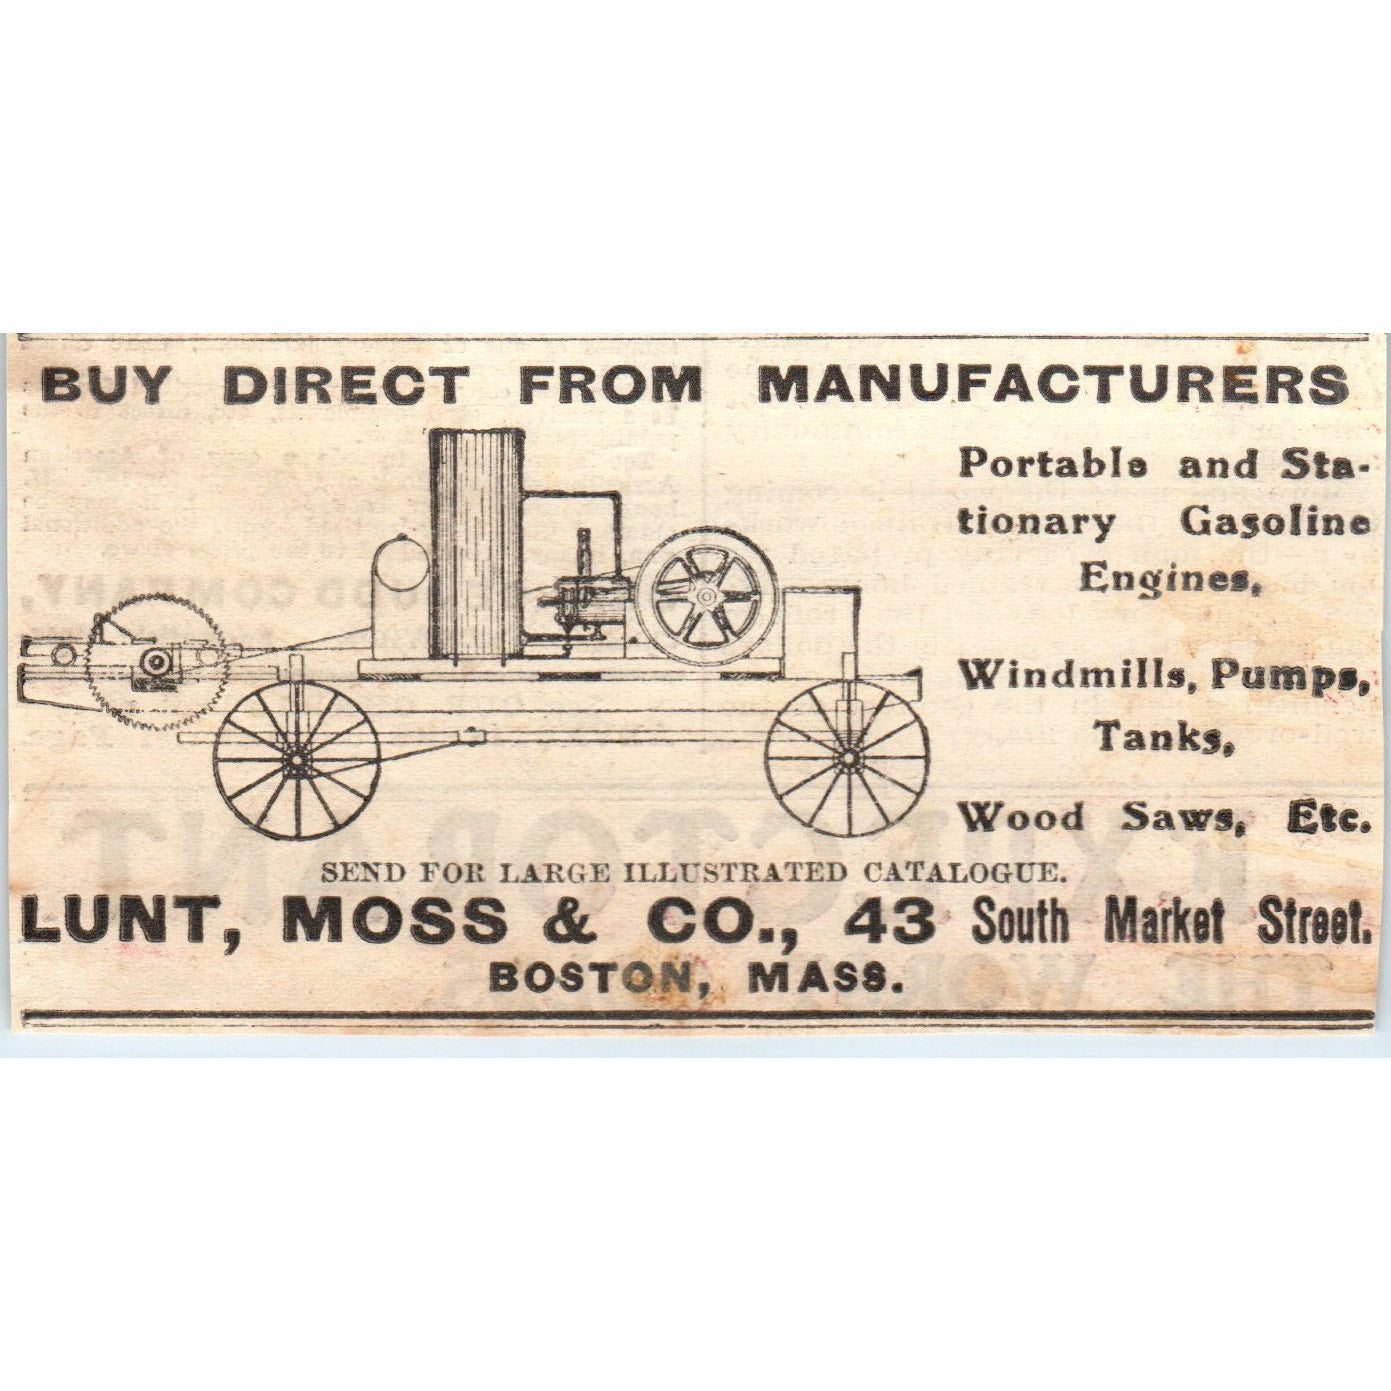 BUY DIRECT FROM MANUFACTURERS
Portable and Sta-
tionary Gasoline
Engines,
Windmills, Pumps,
Tanks,
Wood Saws, Etc.
SEND FOR LARGE ILLUSTRATED CATALOGUE.
LUNT, MOSS & CO., 43 South Market Street.
BOSTON, MASS.